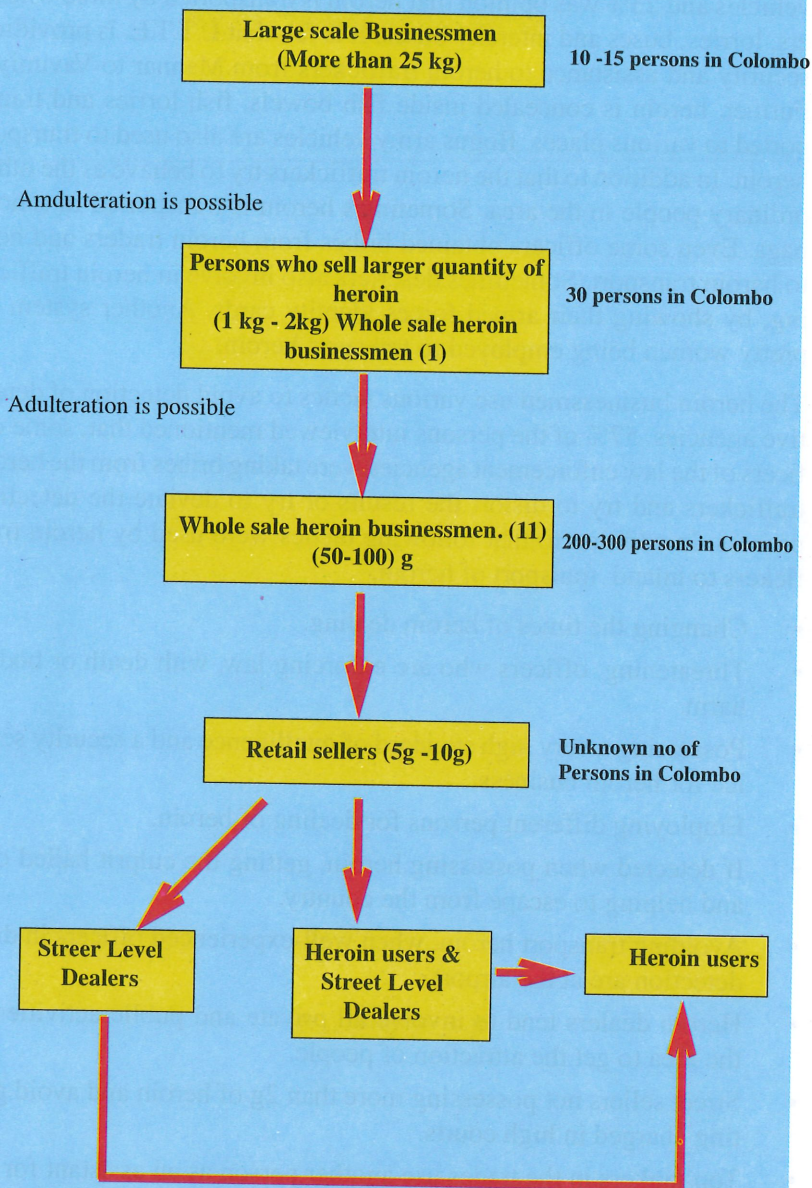 Large scale Businessmen
(More than 25 kg)
10 -15 persons in Colombo
Amdulteration is possible
Persons who sell larger quantity of
heroin
(1 kg - 2kg) Whole sale heroin
businessmen (1)
30 persons in Colombo
Adulteration is possible
Whole sale heroin businessmen. (11)
(50-100) g
200-300 persons in Colombo
Retail sellers (5g -10g)
Unknown no of
Persons in Colombo
Streer Level
Dealers
Heroin users &
Street Level
Dealers
Heroin users